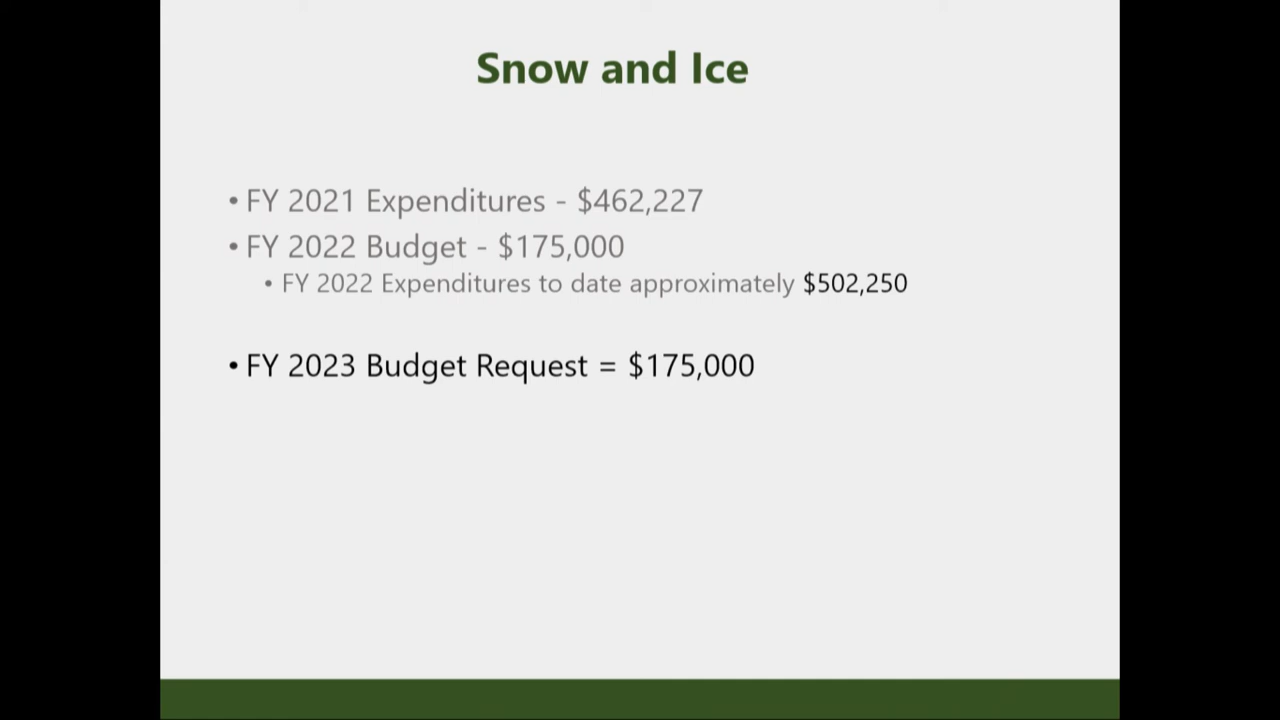 Snow and Ice
• FY 2021 Expenditures - $462,227
• FY 2022 Budget - $175,000
• FY 2022 Expenditures to date approximately $502,250
• FY 2023 Budget Request = $175,000